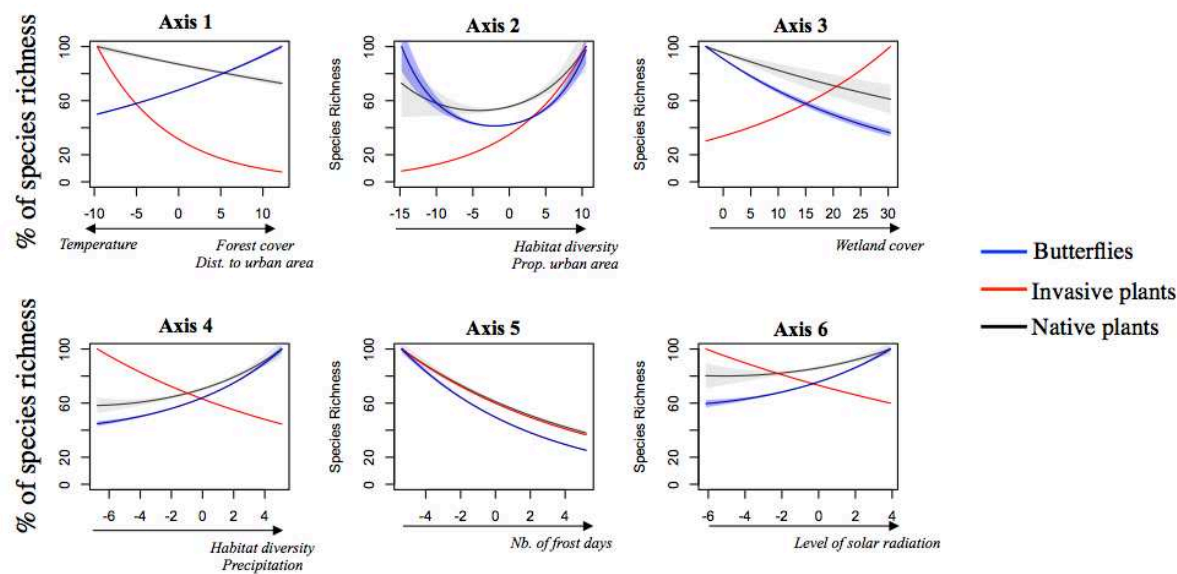 Axis 1
Axis 2
Axis 3
% of species richness
100
60
20
0
-10
-5
0
5
10
Temperature
Forest cover
Dist. to urban area
Species Richness
100
60
20
0
-15
-10
-5
0
5
10
Habitat diversity
Prop. urban area
Species Richness
100
60
20
0
0
5
10
15
20
25
30
Wetland cover
Butterflies
Invasive plants
Native plants
Axis 4
Axis 5
Axis 6
% of species richness
100
60
20
0
-6
-4
-2
0
2
4
Habitat diversity
Precipitation
Species Richness
100
60
20
0
-4
-2
0
2
4
Nb. of frost days
Species Richness
100
60
20
0
-6
-4
-2
0
2
4
Level of solar radiation